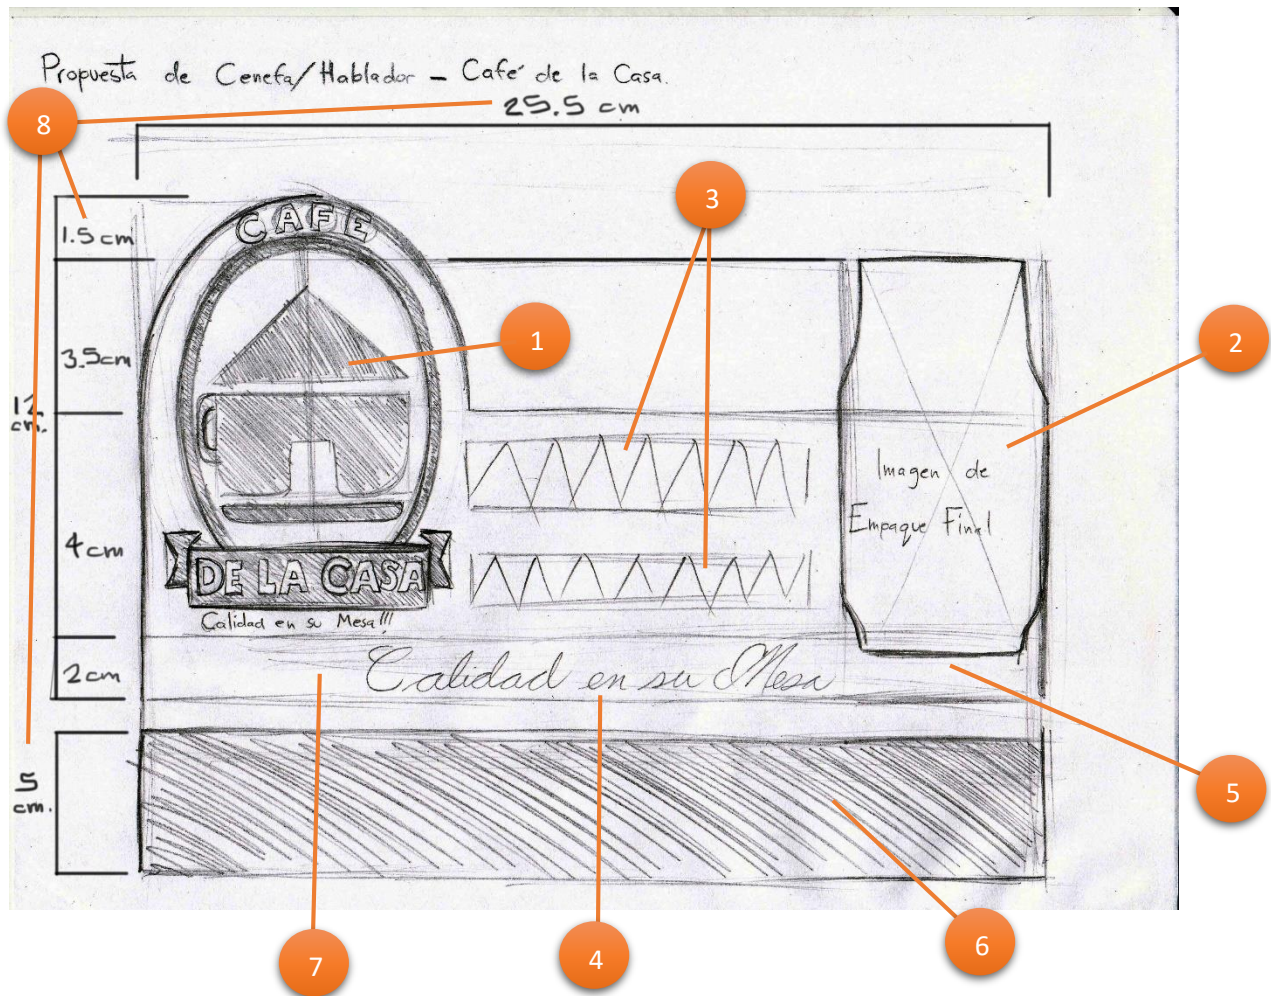 Propuesta de Cenefa/Hablador - Café de la Casa.
25.5 cm
8
3
1.5 cm
CAFE
1
2
3.5cm
12
cm.
Imagen de
Empaque Final
4cm
DE LA CASA
Calidad en su Mesa!!!
2cm
Calidad en su Mesa
5
cm.
5
6
7
4